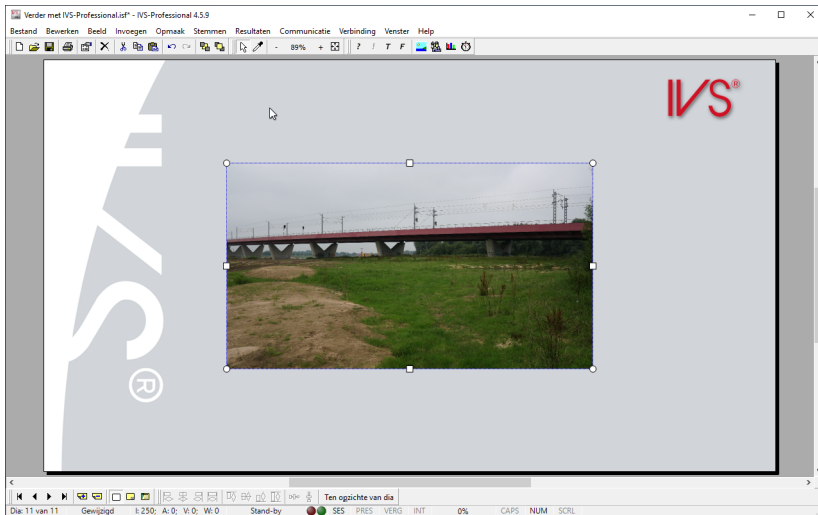 Verder met IVS-Professional.isf* - IVS-Professional 4.5.9
Bestand Bewerken Beeld Invoegen Opmaak Stemmen Resultaten Communicatie Verbinding Venster Help
- 89% + ? ! T F
IVS®
IVS®
Ten opzichte van dia
Dia: 11 van 11 Gewijzigd I: 250; A: 0; V: 0; W: 0 Stand-by SES PRES VERG INT 0% CAPS NUM SCRL